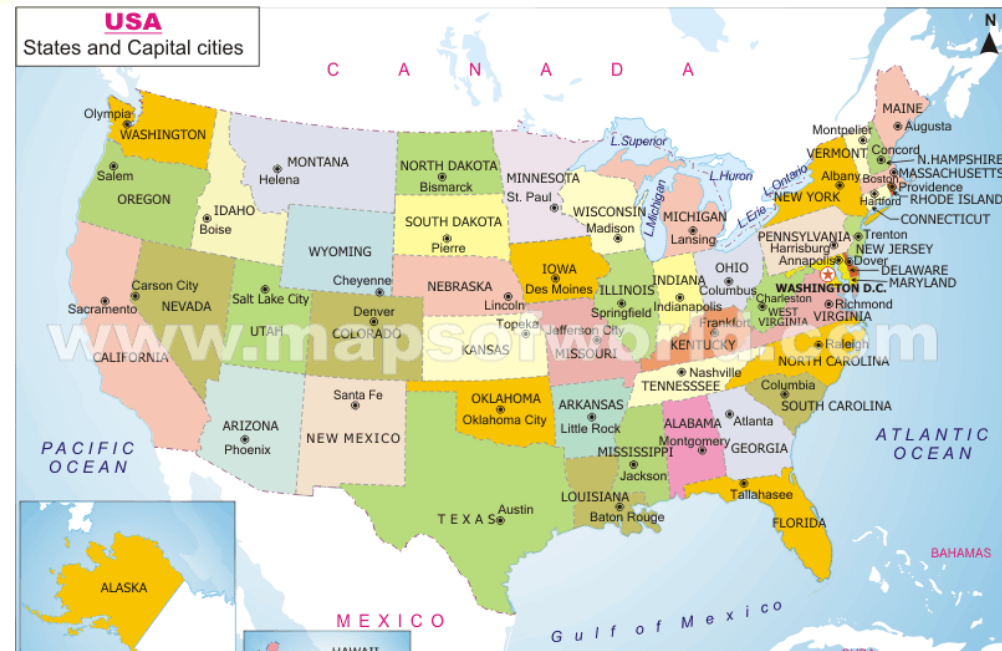 USA
States and Capital cities
N
C A N A D A
Olympia
WASHINGTON
Salem
OREGON
MONTANA
Helena
IDAHO
Boise
NORTH DAKOTA
Bismarck
SOUTH DAKOTA
Pierre
MINNESOTA
St. Paul
WISCONSIN
Madison
L.Superior
L.Michigan
L.Huron
L.Erie
L.Ontario
MICHIGAN
Lansing
MAINE
Augusta
Montpelier
VERMONT
Concord
N.HAMPSHIRE
MASSACHUSETTS
Boston
Albany
NEW YORK
Providence
RHODE ISLAND
Hartford
CONNECTICUT
WYOMING
Cheyenne
Carson City
NEVADA
Sacramento
CALIFORNIA
Salt Lake City
UTAH
Denver
COLORADO
NEBRASKA
Lincoln
IOWA
Des Moines
ILLINOIS
Springfield
INDIANA
Indianapolis
OHIO
Columbus
PENNSYLVANIA
Harrisburg
Trenton
NEW JERSEY
Annapolis
Dover
DELAWARE
MARYLAND
WASHINGTON D.C.
Charleston
WEST
VIRGINIA
Richmond
VIRGINIA
Topeka
KANSAS
Jefferson City
MISSOURI
Frankfort
KENTUCKY
www.mapsofworld.com
Raleigh
NORTH CAROLINA
Nashville
TENNESSSEE
Columbia
SOUTH CAROLINA
ARIZONA
Phoenix
Santa Fe
NEW MEXICO
OKLAHOMA
Oklahoma City
ARKANSAS
Little Rock
MISSISSIPPI
Jackson
ALABAMA
Montgomery
Atlanta
GEORGIA
PACIFIC
OCEAN
ATLANTIC
OCEAN
TEXAS
Austin
LOUISIANA
Baton Rouge
Tallahasee
FLORIDA
BAHAMAS
ALASKA
MEXICO
Gulf of Mexico
HAWAII
CUBA